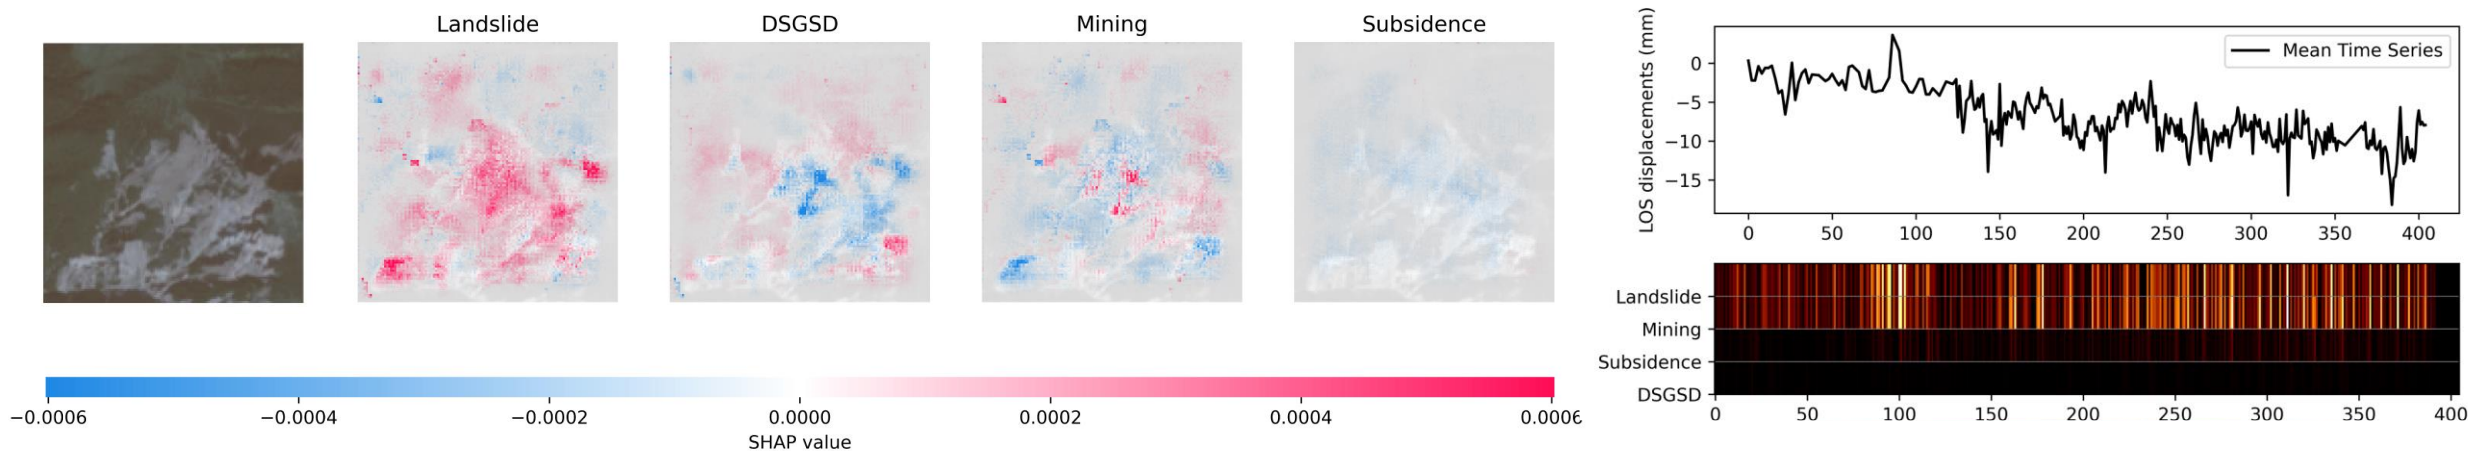 Landslide
DSGSD
Mining
Subsidence
−0.0006
−0.0004
−0.0002
0.0000
0.0002
0.0004
0.0006
SHAP value
LOS displacements (mm)
0
−5
−10
−15
Mean Time Series
0 50 100 150 200 250 300 350 400
Landslide
Mining
Subsidence
DSGSD
0 50 100 150 200 250 300 350 400